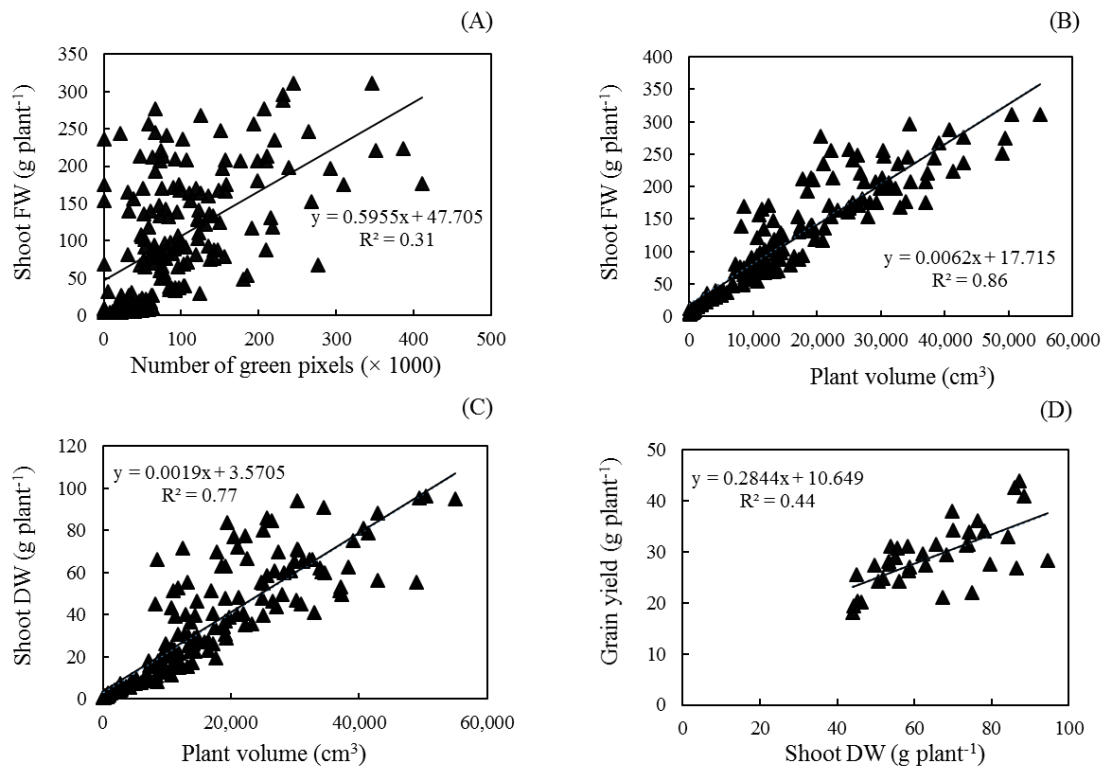 (A)
350
300
250
200
150
100
50
0
Shoot FW (g plant⁻¹)
y = 0.5955x + 47.705
R² = 0.31
0 100 200 300 400 500
Number of green pixels (× 1000)
(B)
400
350
300
250
200
150
100
50
0
Shoot FW (g plant⁻¹)
y = 0.0062x + 17.715
R² = 0.86
0 10,000 20,000 30,000 40,000 50,000 60,000
Plant volume (cm³)
(C)
120
100
80
60
40
20
0
Shoot DW (g plant⁻¹)
y = 0.0019x + 3.5705
R² = 0.77
0 20,000 40,000 60,000
Plant volume (cm³)
(D)
50
40
30
20
10
0
Grain yield (g plant⁻¹)
y = 0.2844x + 10.649
R² = 0.44
0 20 40 60 80 100
Shoot DW (g plant⁻¹)